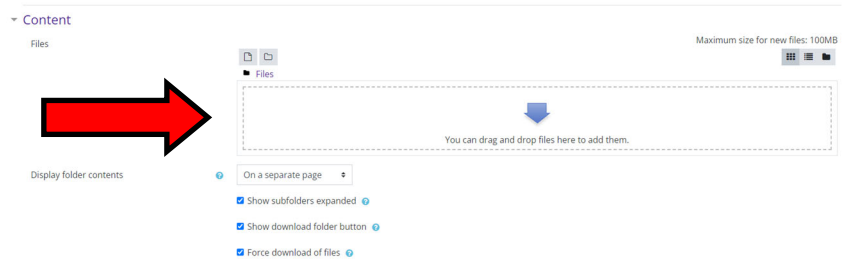 Content
Files
Maximum size for new files: 100MB
Files
You can drag and drop files here to add them.
Display folder contents
On a separate page
Show subfolders expanded
Show download folder button
Force download of files